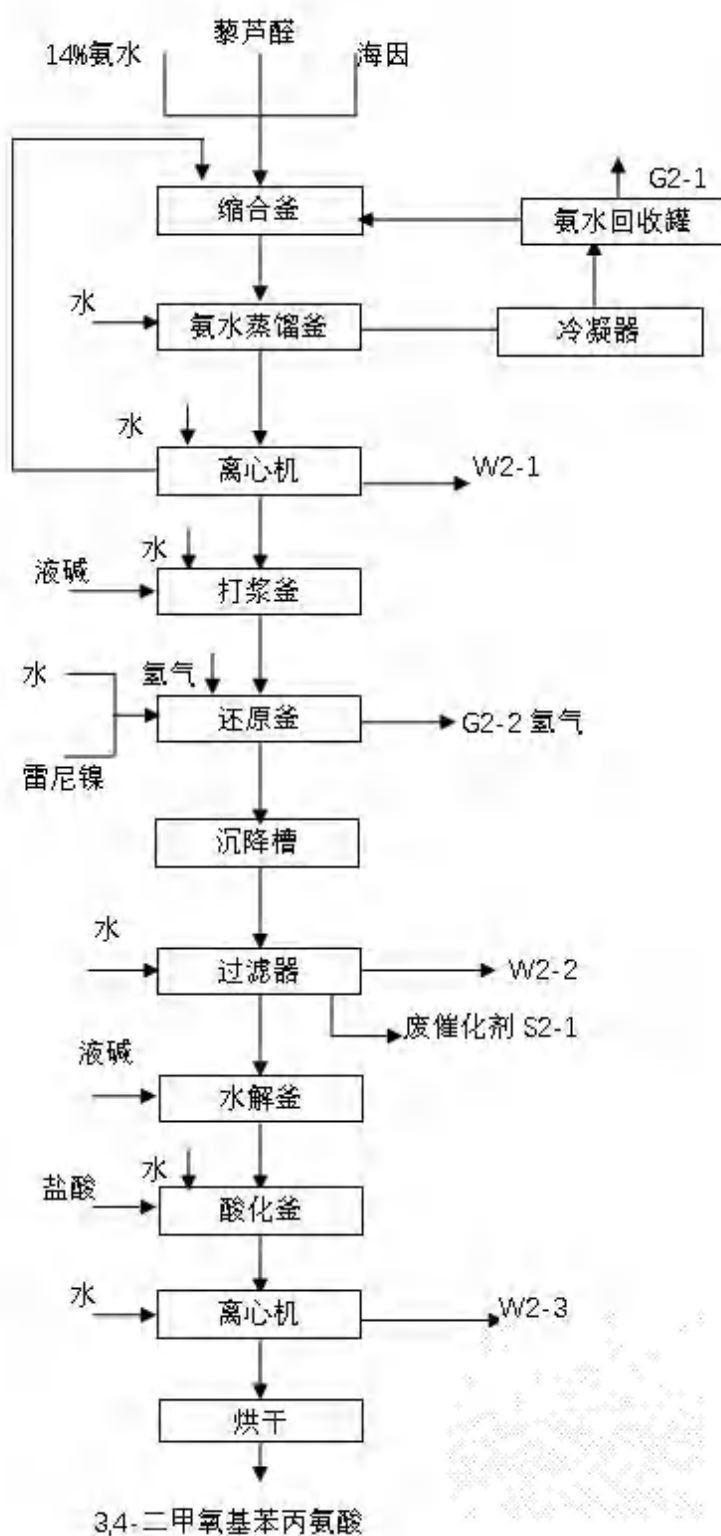 藜芦醛
14%氨水
海因
G2-1
缩合釜
氨水回收罐
水
氨水蒸馏釜
冷凝器
水
离心机
W2-1
水
液碱
打浆釜
水
氢气
还原釜
G2-2 氢气
雷尼镍
沉降槽
水
过滤器
W2-2
废催化剂 S2-1
液碱
水解釜
水
盐酸
酸化釜
水
离心机
W2-3
烘干
3,4-二甲氧基苯丙氨酸